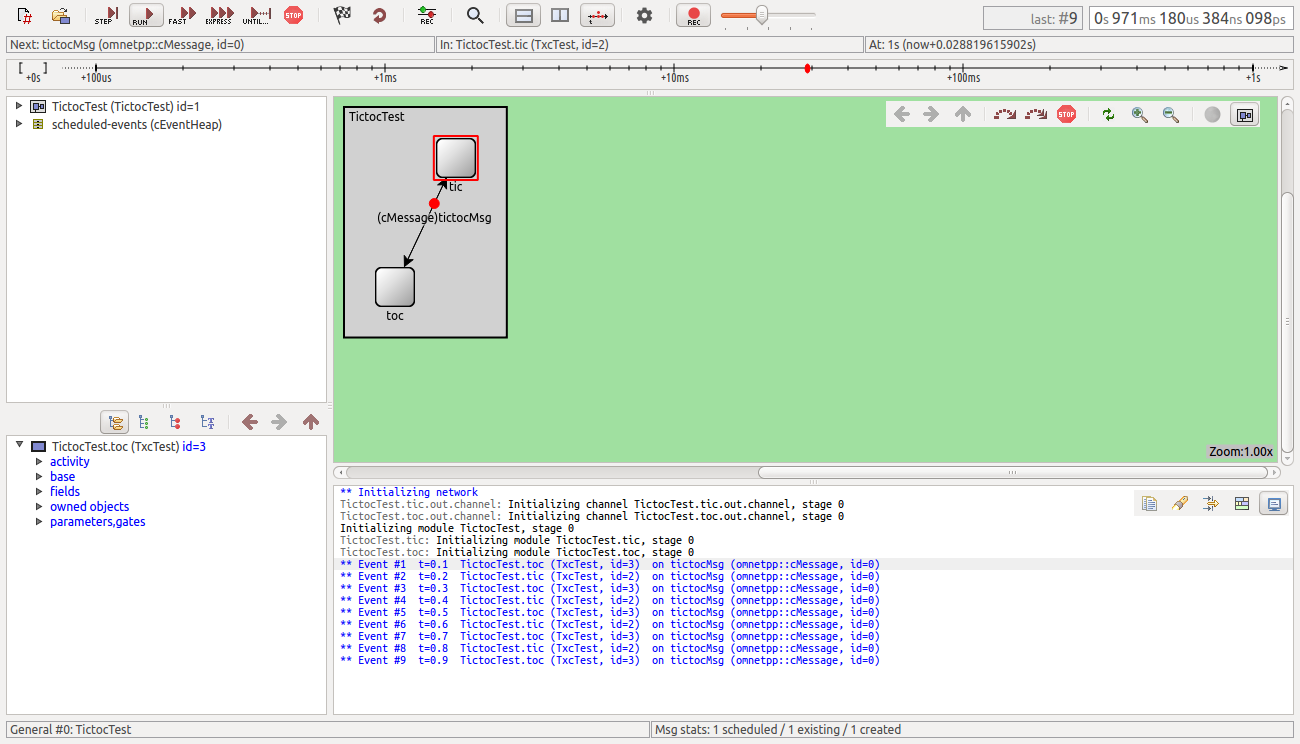 STEP RUN FAST EXPRESS UNTIL... STOP REC REC
last: #9 0s 971ms 180us 384ns 098ps
Next: tictocMsg (omnetpp::cMessage, id=0) In: TictocTest.tic (TxcTest, id=2) At: 1s (now+0.028819615902s)
[ ]
+0s +100us +1ms +10ms +100ms +1s
TictocTest (TictocTest) id=1
scheduled-events (cEventHeap)
TictocTest
STOP
tic
(cMessage)tictocMsg
toc
Zoom:1.00x
TictocTest.toc (TxcTest) id=3
activity
base
fields
owned objects
parameters,gates
** Initializing network
TictocTest.tic.out.channel: Initializing channel TictocTest.tic.out.channel, stage 0
TictocTest.toc.out.channel: Initializing channel TictocTest.toc.out.channel, stage 0
Initializing module TictocTest, stage 0
TictocTest.tic: Initializing module TictocTest.tic, stage 0
TictocTest.toc: Initializing module TictocTest.toc, stage 0
** Event #1 t=0.1 TictocTest.toc (TxcTest, id=3) on tictocMsg (omnetpp::cMessage, id=0)
** Event #2 t=0.2 TictocTest.tic (TxcTest, id=2) on tictocMsg (omnetpp::cMessage, id=0)
** Event #3 t=0.3 TictocTest.toc (TxcTest, id=3) on tictocMsg (omnetpp::cMessage, id=0)
** Event #4 t=0.4 TictocTest.tic (TxcTest, id=2) on tictocMsg (omnetpp::cMessage, id=0)
** Event #5 t=0.5 TictocTest.toc (TxcTest, id=3) on tictocMsg (omnetpp::cMessage, id=0)
** Event #6 t=0.6 TictocTest.tic (TxcTest, id=2) on tictocMsg (omnetpp::cMessage, id=0)
** Event #7 t=0.7 TictocTest.toc (TxcTest, id=3) on tictocMsg (omnetpp::cMessage, id=0)
** Event #8 t=0.8 TictocTest.tic (TxcTest, id=2) on tictocMsg (omnetpp::cMessage, id=0)
** Event #9 t=0.9 TictocTest.toc (TxcTest, id=3) on tictocMsg (omnetpp::cMessage, id=0)
General #0: TictocTest Msg stats: 1 scheduled / 1 existing / 1 created